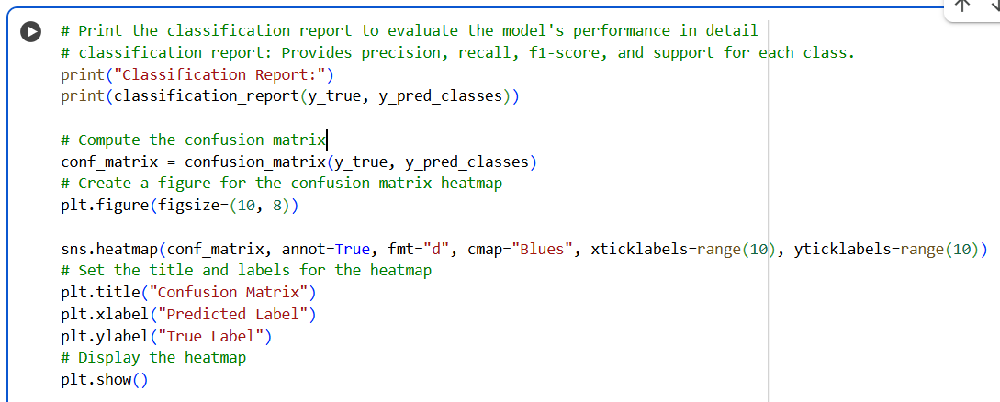 # Print the classification report to evaluate the model's performance in detail
# classification_report: Provides precision, recall, f1-score, and support for each class.
print("Classification Report:")
print(classification_report(y_true, y_pred_classes))
# Compute the confusion matrix
conf_matrix = confusion_matrix(y_true, y_pred_classes)
# Create a figure for the confusion matrix heatmap
plt.figure(figsize=(10, 8))
sns.heatmap(conf_matrix, annot=True, fmt="d", cmap="Blues", xticklabels=range(10), yticklabels=range(10))
# Set the title and labels for the heatmap
plt.title("Confusion Matrix")
plt.xlabel("Predicted Label")
plt.ylabel("True Label")
# Display the heatmap
plt.show()